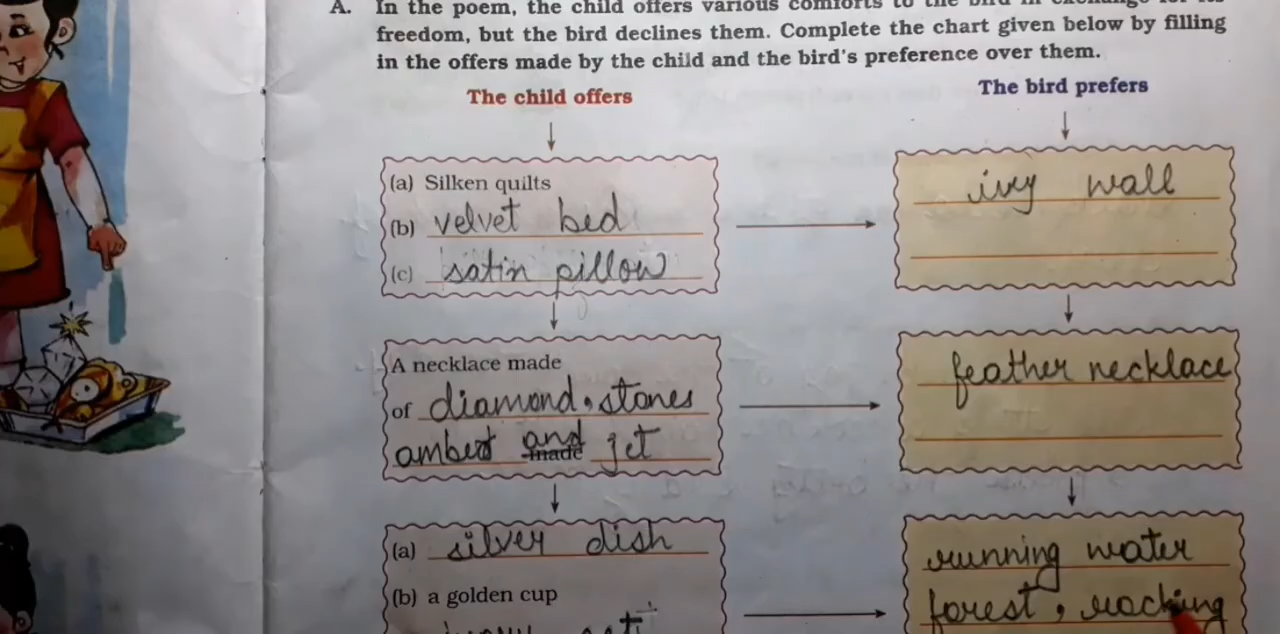 A. In the poem, the child offers various comforts to the bird in exchange for its
freedom, but the bird declines them. Complete the chart given below by filling
in the offers made by the child and the bird's preference over them.
The child offers
The bird prefers
(a) Silken quilts
(b) velvet bed
(c) satin pillow
ivy wall
A necklace made
of diamond, stones
and
made jet
feather necklace
(a) silver dish
(b) a golden cup
running water
forest,